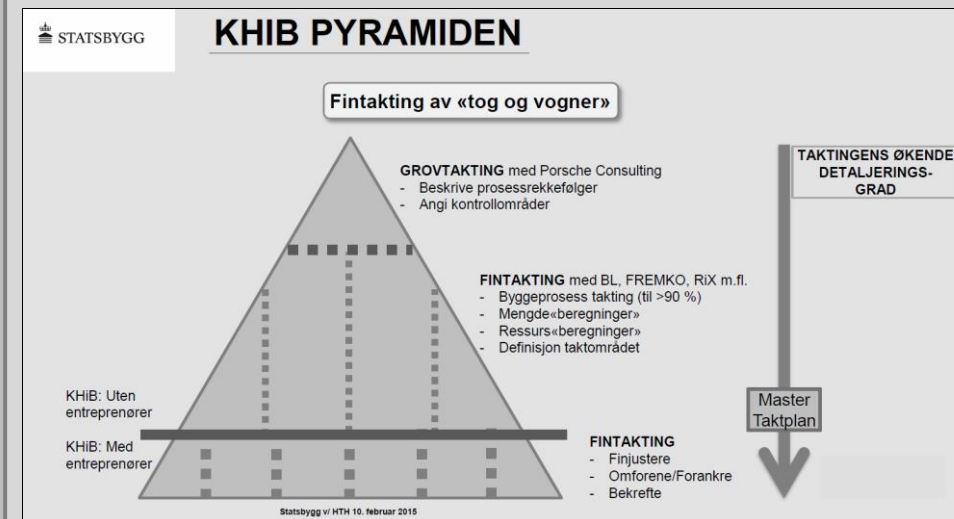 STATSBYGG
KHIB PYRAMIDEN
Fintakting av «tog og vogner»
GROVTAKTING med Porsche Consulting
- Beskrive prosessrekkefølger
- Angi kontrollområder
TAKTINGENS ØKENDE
DETALJERINGS-
GRAD
FINTAKTING med BL, FREMKO, RiX m.fl.
- Byggeprosess takting (til >90 %)
- Mengde«beregninger»
- Ressurs«beregninger»
- Definisjon taktområdet
KHiB: Uten
entreprenører
KHiB: Med
entreprenører
Master
Taktplan
FINTAKTING
- Finjustere
- Omforene/Forankre
- Bekrefte
Statsbygg v/ HTH 10. februar 2015